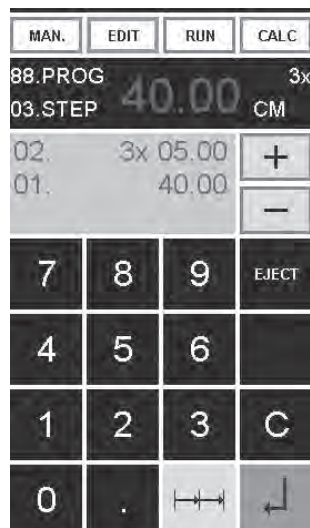 MAN. EDIT RUN CALC
88.PROG 40.00 3x
03.STEP CM
02. 3x 05.00 +
01. 40.00 −
7 8 9 EJECT
4 5 6
1 2 3 C
0 .